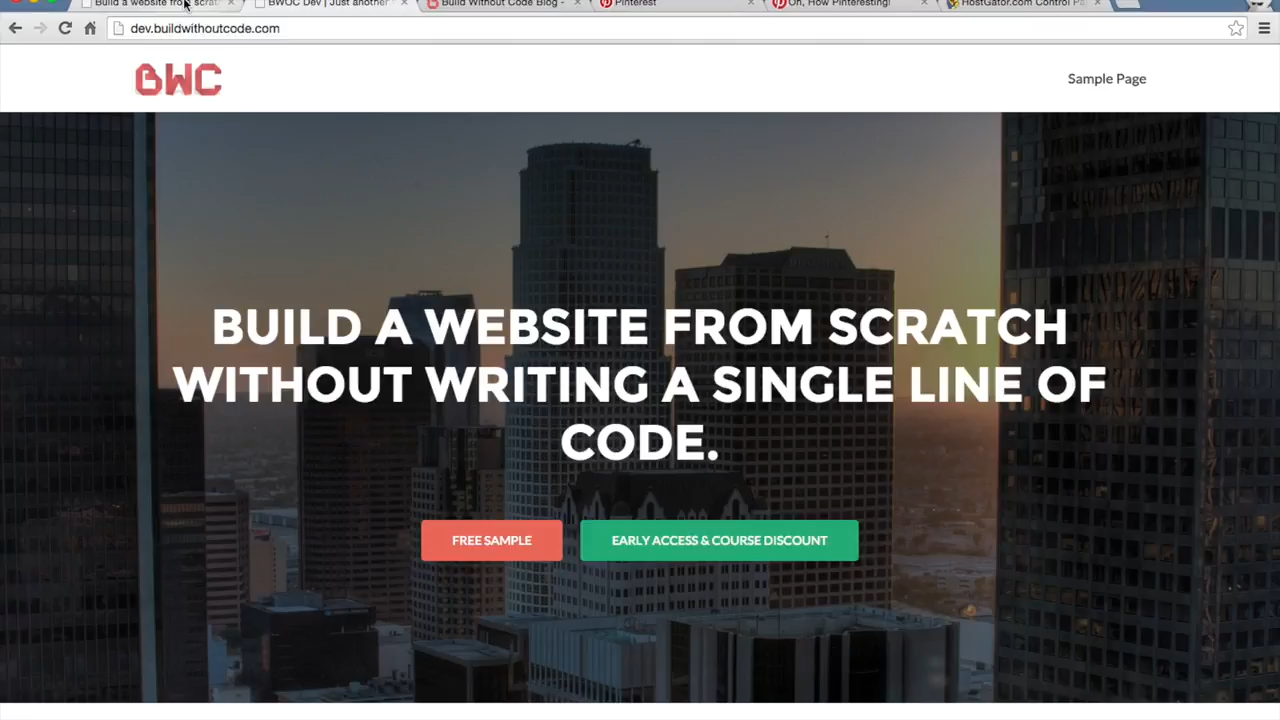 Build a website from scrat
BWOC Dev | Just another
Build Without Code Blog -
Pinterest
Oh, How Pinteresting!
HostGator.com Control Pa
dev.buildwithoutcode.com
BWC
Sample Page
BUILD A WEBSITE FROM SCRATCH
WITHOUT WRITING A SINGLE LINE OF
CODE.
FREE SAMPLE
EARLY ACCESS & COURSE DISCOUNT